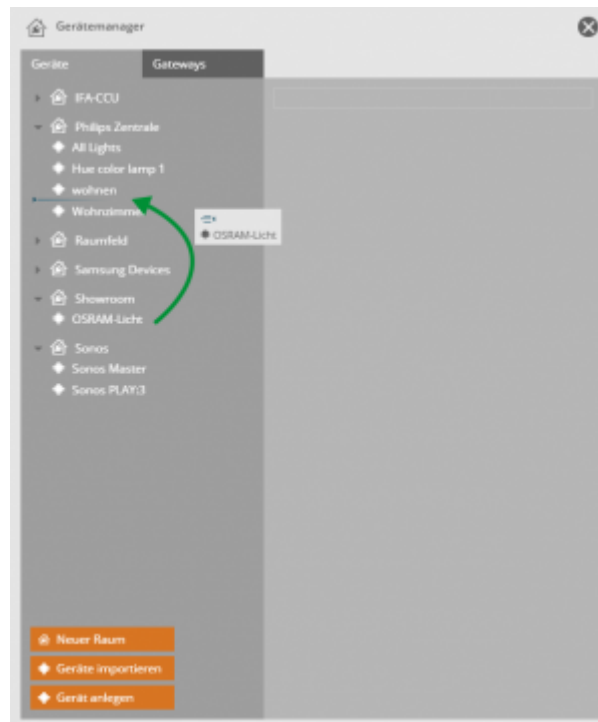 Gerätemanager
Geräte
Gateways
IFA-CCU
Philips Zentrale
All Lights
Hue color lamp 1
wohnen
Wohnzimme
OSRAM-Licht
Raumfeld
Samsung Devices
Showroom
OSRAM-Licht
Sonos
Sonos Master
Sonos PLAY:3
Neuer Raum
Geräte importieren
Gerät anlegen